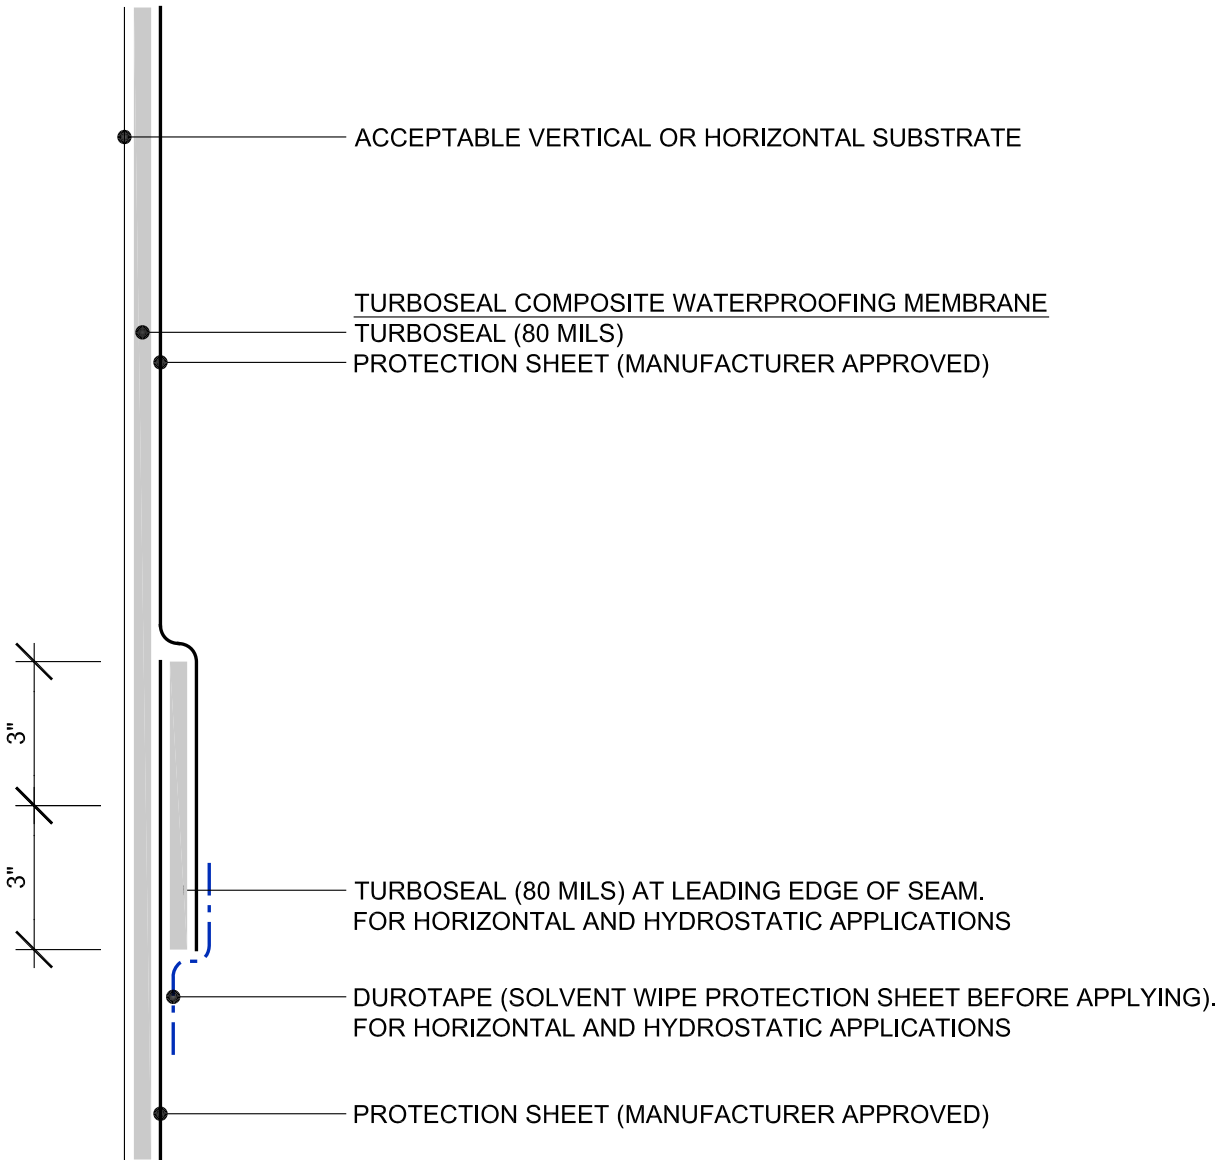 ACCEPTABLE VERTICAL OR HORIZONTAL SUBSTRATE
TURBOSEAL COMPOSITE WATERPROOFING MEMBRANE
TURBOSEAL (80 MILS)
PROTECTION SHEET (MANUFACTURER APPROVED)
3"
3"
TURBOSEAL (80 MILS) AT LEADING EDGE OF SEAM.
FOR HORIZONTAL AND HYDROSTATIC APPLICATIONS
DUROTAPE (SOLVENT WIPE PROTECTION SHEET BEFORE APPLYING).
FOR HORIZONTAL AND HYDROSTATIC APPLICATIONS
PROTECTION SHEET (MANUFACTURER APPROVED)